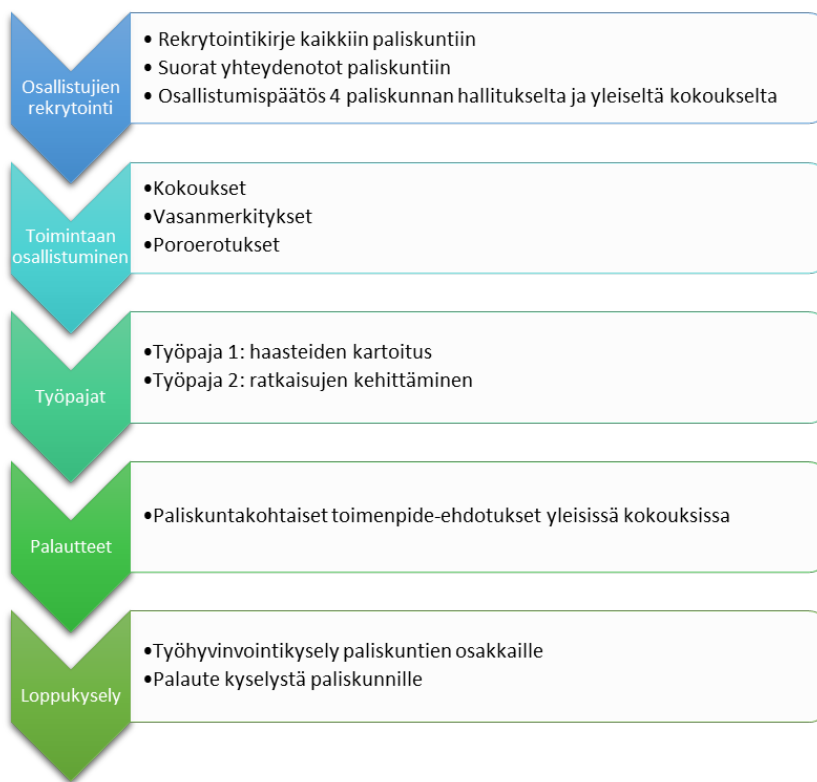 Osallistujien
rekrytointi
• Rekrytointikirje kaikkiin paliskuntiin
• Suorat yhteydenotot paliskuntiin
• Osallistumispäätös 4 paliskunnan hallitukselta ja yleiseltä kokoukselta
Toimintaan
osallistuminen
•Kokoukset
•Vasanmerkitykset
•Poroerotukset
Työpajat
•Työpaja 1: haasteiden kartoitus
•Työpaja 2: ratkaisujen kehittäminen
Palautteet
•Paliskuntakohtaiset toimenpide-ehdotukset yleisissä kokouksissa
Loppukysely
•Työhyvinvointikysely paliskuntien osakkaille
•Palaute kyselystä paliskunnille